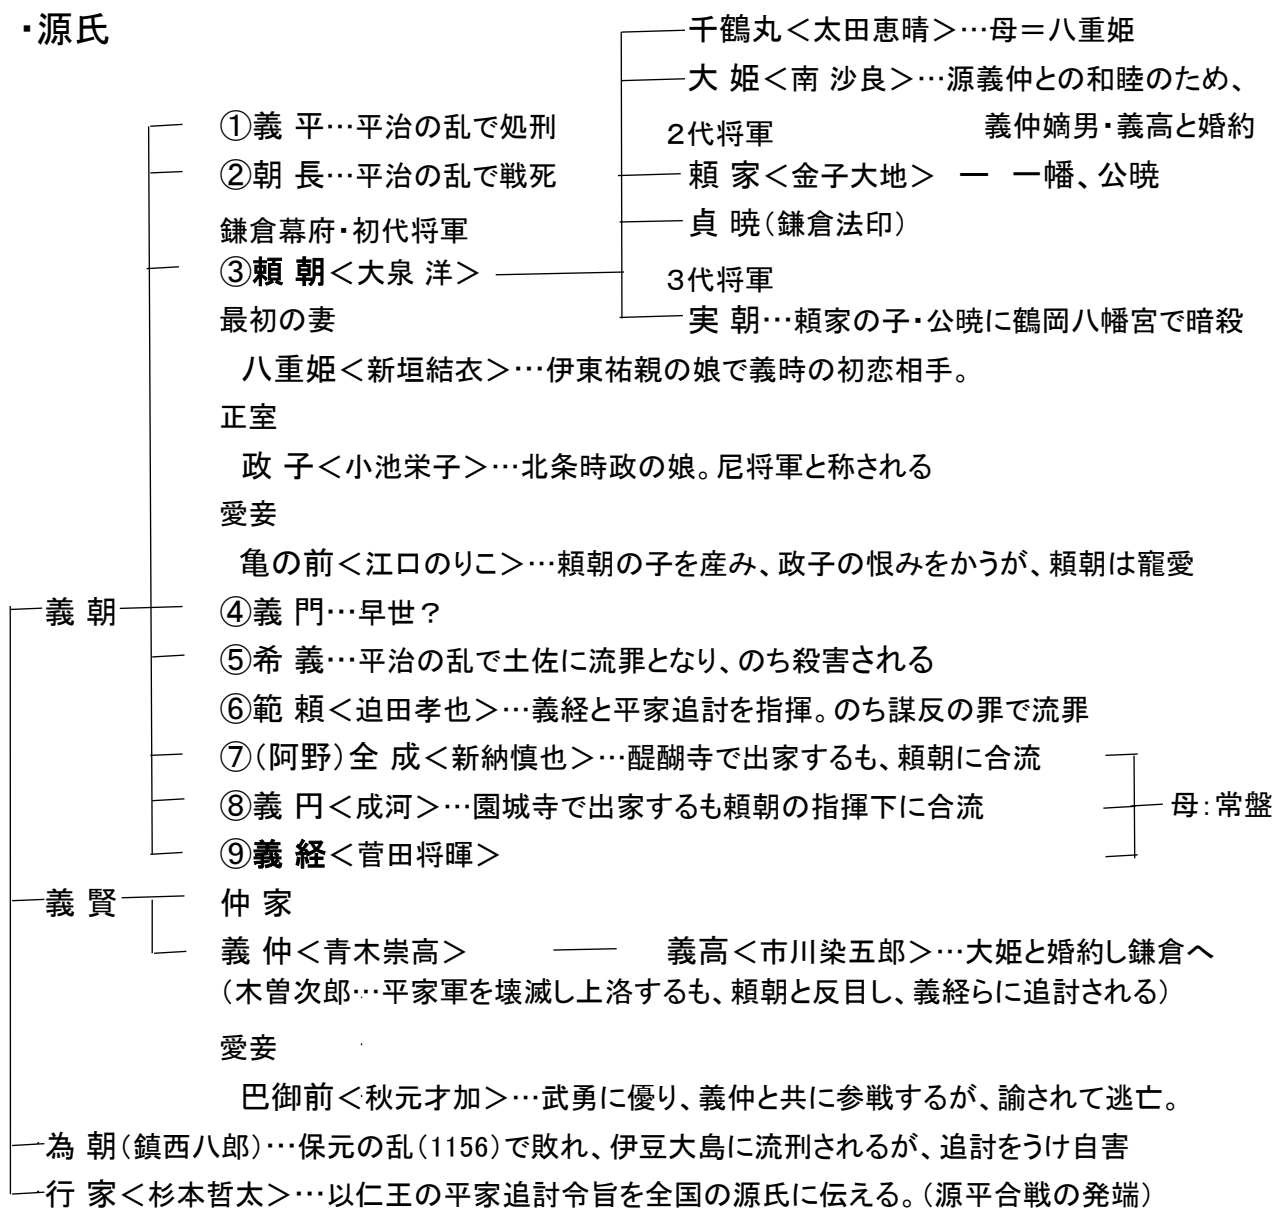 ・源氏
千鶴丸＜太田恵晴＞…母＝八重姫
大 姫＜南 沙良＞…源義仲との和睦のため、
義仲嫡男・義高と婚約
①義 平…平治の乱で処刑
２代将軍
②朝 長…平治の乱で戦死
頼 家＜金子大地＞ ー 一幡、公暁
鎌倉幕府・初代将軍
貞 暁（鎌倉法印）
③頼 朝＜大泉 洋＞
３代将軍
最初の妻
実 朝…頼家の子・公暁に鶴岡八幡宮で暗殺
八重姫＜新垣結衣＞…伊東祐親の娘で義時の初恋相手。
正室
政 子＜小池栄子＞…北条時政の娘。尼将軍と称される
愛妾
亀の前＜江口のりこ＞…頼朝の子を産み、政子の恨みをかうが、頼朝は寵愛
義 朝
④義 門…早世？
⑤希 義…平治の乱で土佐に流罪となり、のち殺害される
⑥範 頼＜迫田孝也＞…義経と平家追討を指揮。のち謀反の罪で流罪
⑦（阿野）全 成＜新納慎也＞…醍醐寺で出家するも、頼朝に合流
⑧義 円＜成河＞…園城寺で出家するも頼朝の指揮下に合流
母：常盤
⑨義 経＜菅田将暉＞
義 賢
仲 家
義 仲＜青木崇高＞
義高＜市川染五郎＞…大姫と婚約し鎌倉へ
（木曽次郎…平家軍を壊滅し上洛するも、頼朝と反目し、義経らに追討される）
愛妾
巴御前＜秋元才加＞…武勇に優り、義仲と共に参戦するが、諭されて逃亡。
為 朝（鎮西八郎）…保元の乱（1156）で敗れ、伊豆大島に流刑されるが、追討をうけ自害
行 家＜杉本哲太＞…以仁王の平家追討令旨を全国の源氏に伝える。（源平合戦の発端）